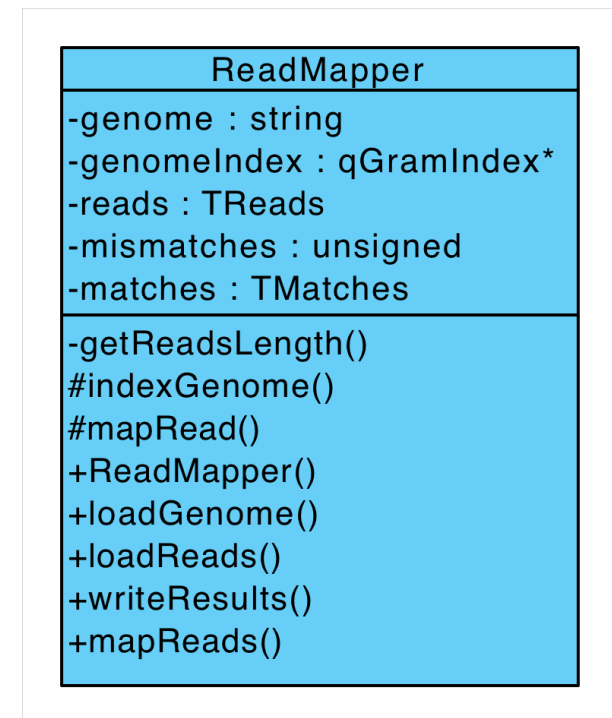 ReadMapper
-genome : string
-genomeIndex : qGramIndex*
-reads : TReads
-mismatches : unsigned
-matches : TMatches
-getReadsLength()
#indexGenome()
#mapRead()
+ReadMapper()
+loadGenome()
+loadReads()
+writeResults()
+mapReads()